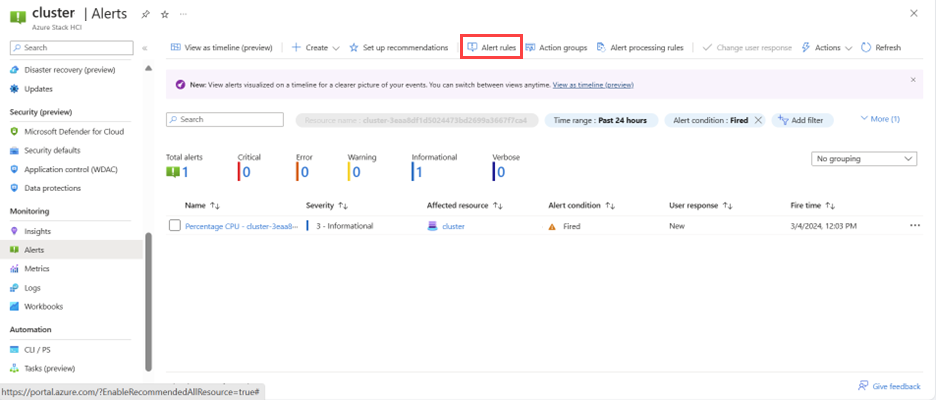 cluster | Alerts
Azure Stack HCI
Search
Disaster recovery (preview)
Updates
Security (preview)
Microsoft Defender for Cloud
Security defaults
Application control (WDAC)
Data protections
Monitoring
Insights
Alerts
Metrics
Logs
Workbooks
Automation
CLI / PS
Tasks (preview)
https://portal.azure.com/?EnableRecommendedAllResource=true#
View as timeline (preview) Create Set up recommendations Alert rules Action groups Alert processing rules Change user response Actions Refresh
New: View alerts visualized on a timeline for a clearer picture of your events. You can switch between views anytime. View as timeline (preview)
Search Resource name : cluster-3eaa8df1d5024473bd2699a3667f7ca4 Time range : Past 24 hours Alert condition : Fired Add filter More (1)
Total alerts Critical Error Warning Informational Verbose
1 0 0 0 1 0
No grouping
Name Severity Affected resource Alert condition User response Fire time
Percentage CPU - cluster-3eaa8 3 - Informational cluster Fired New 3/4/2024, 12:03 PM
Give feedback